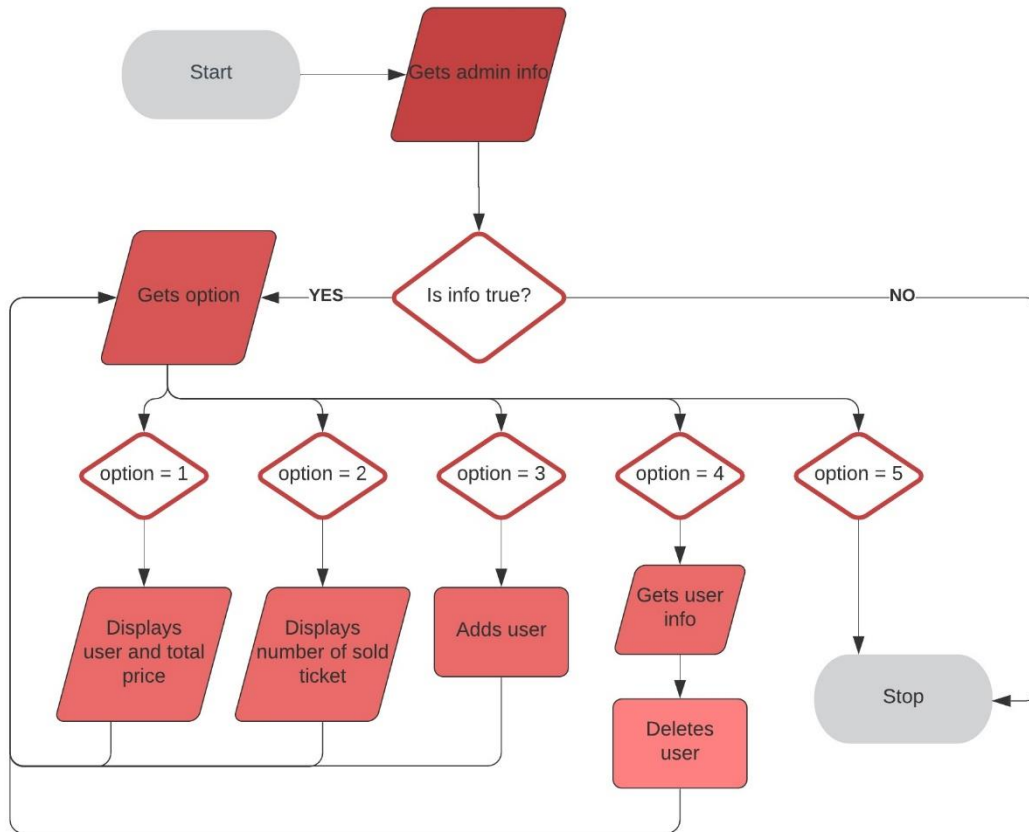 Start
Gets admin info
Is info true?
YES
NO
Gets option
option = 1
option = 2
option = 3
option = 4
option = 5
Displays
user and total
price
Displays
number of sold
ticket
Adds user
Gets user
info
Deletes
user
Stop